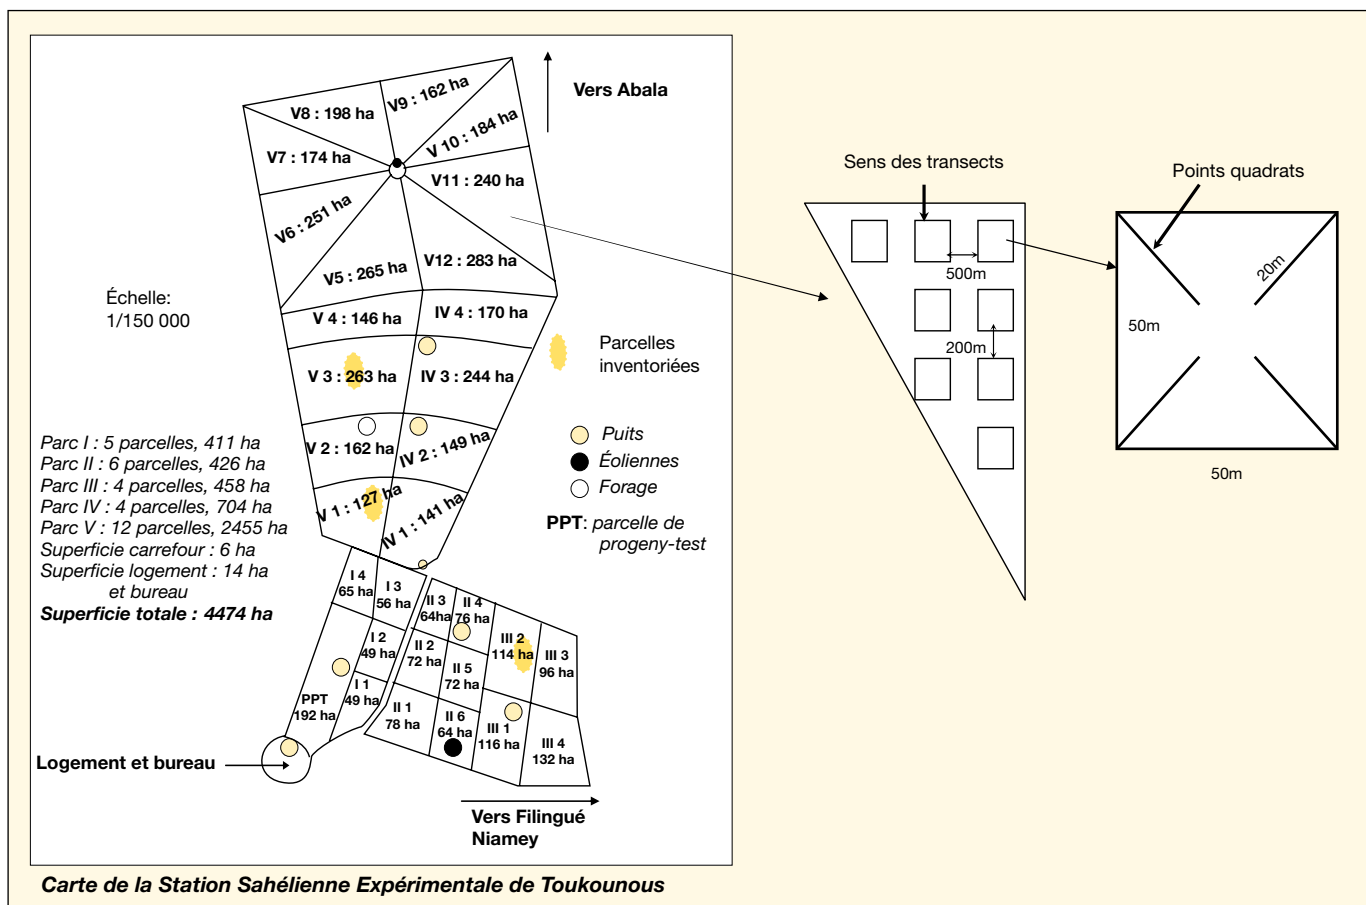 V8 : 198 ha
V9 : 162 ha
V7 : 174 ha
V 10 : 184 ha
V11 : 240 ha
V6 : 251 ha
V5 : 265 ha
V12 : 283 ha
V 4 : 146 ha
IV 4 : 170 ha
V 3 : 263 ha
IV 3 : 244 ha
V 2 : 162 ha
IV 2 : 149 ha
V 1 : 127 ha
IV 1 : 141 ha
Vers Abala
Échelle:
1/150 000
Parcelles
inventoriées
Puits
Éoliennes
Forage
PPT: parcelle de
progeny-test
Parc I : 5 parcelles, 411 ha
Parc II : 6 parcelles, 426 ha
Parc III : 4 parcelles, 458 ha
Parc IV : 4 parcelles, 704 ha
Parc V : 12 parcelles, 2455 ha
Superficie carrefour : 6 ha
Superficie logement : 14 ha
et bureau
Superficie totale : 4474 ha
I 4
65 ha
I 3
56 ha
I 2
49 ha
I 1
49 ha
PPT
192 ha
II 3
64ha
II 4
76 ha
II 2
72 ha
II 5
72 ha
II 1
78 ha
II 6
64 ha
III 2
114 ha
III 3
96 ha
III 1
116 ha
III 4
132 ha
Logement et bureau
Vers Filingué
Niamey
Carte de la Station Sahélienne Expérimentale de Toukounous
Sens des transects
500m
200m
Points quadrats
20m
50m
50m